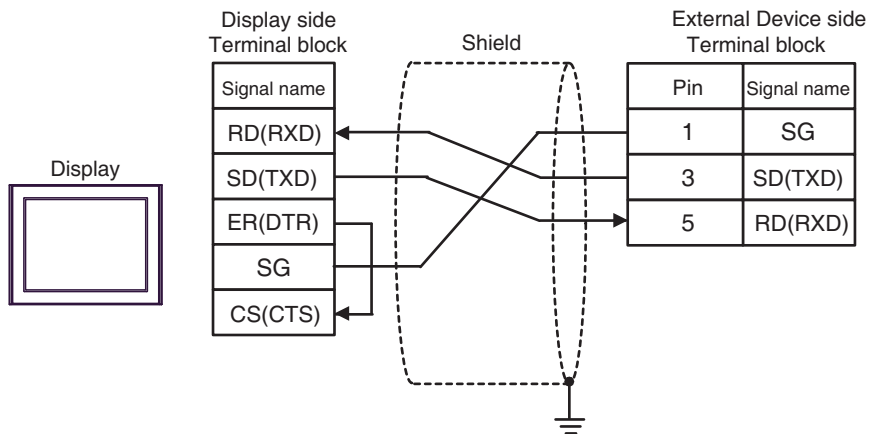 Display side
Terminal block
Shield
External Device side
Terminal block
Signal name
Pin
Signal name
RD(RXD)
1
SG
Display
SD(TXD)
3
SD(TXD)
ER(DTR)
5
RD(RXD)
SG
CS(CTS)